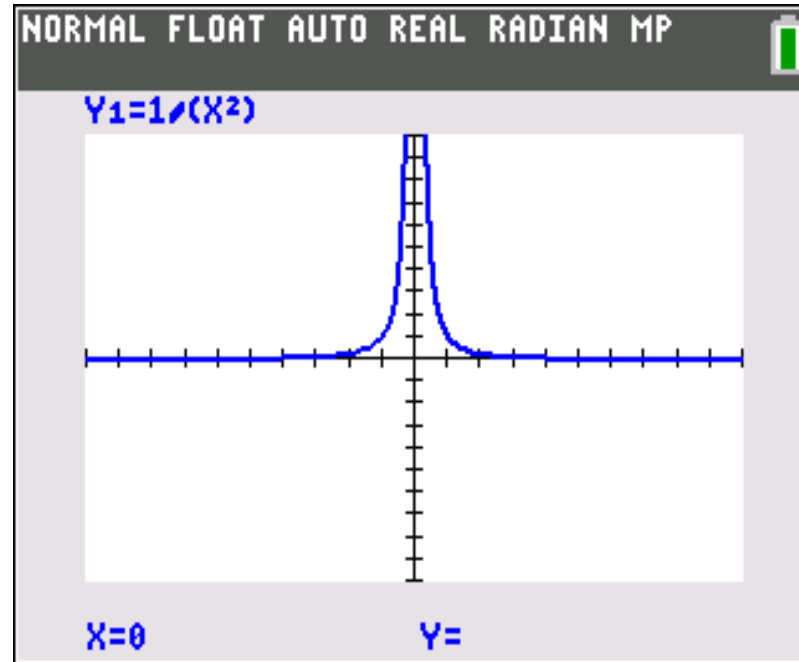 NORMAL FLOAT AUTO REAL RADIAN MP
Y₁=1/(X²)
X=0 Y=